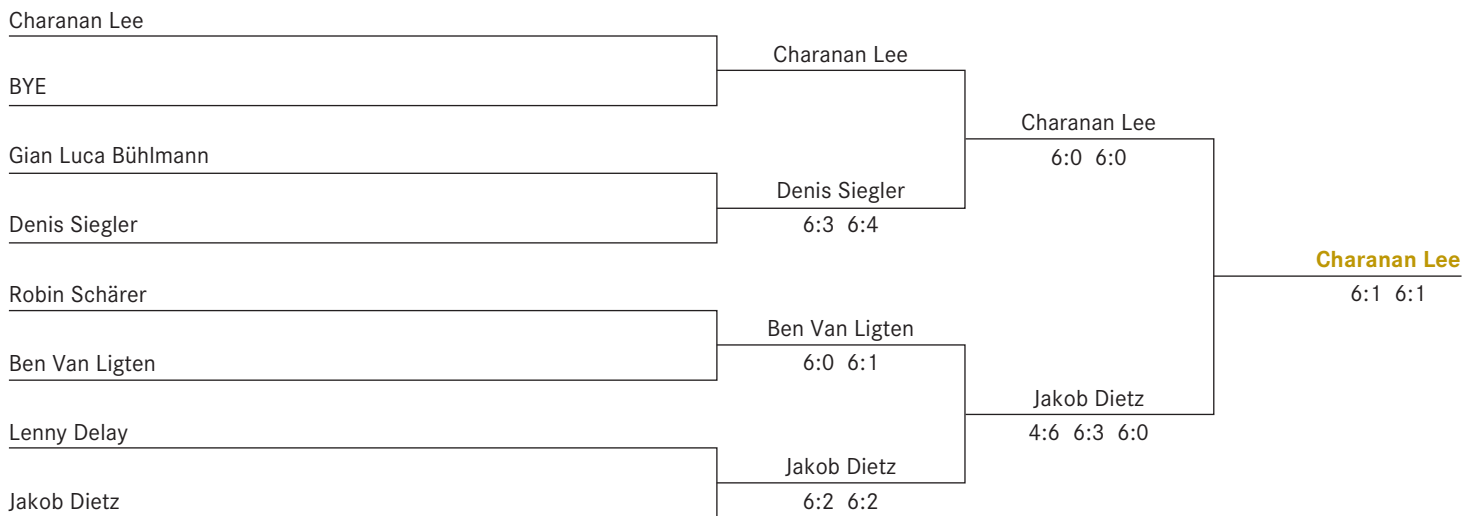 Charanan Lee
BYE
Gian Luca Bühlmann
Denis Siegler
Robin Schärer
Ben Van Ligten
Lenny Delay
Jakob Dietz
Charanan Lee
Denis Siegler
6:3 6:4
Ben Van Ligten
6:0 6:1
Jakob Dietz
6:2 6:2
Charanan Lee
6:0 6:0
Jakob Dietz
4:6 6:3 6:0
Charanan Lee
6:1 6:1